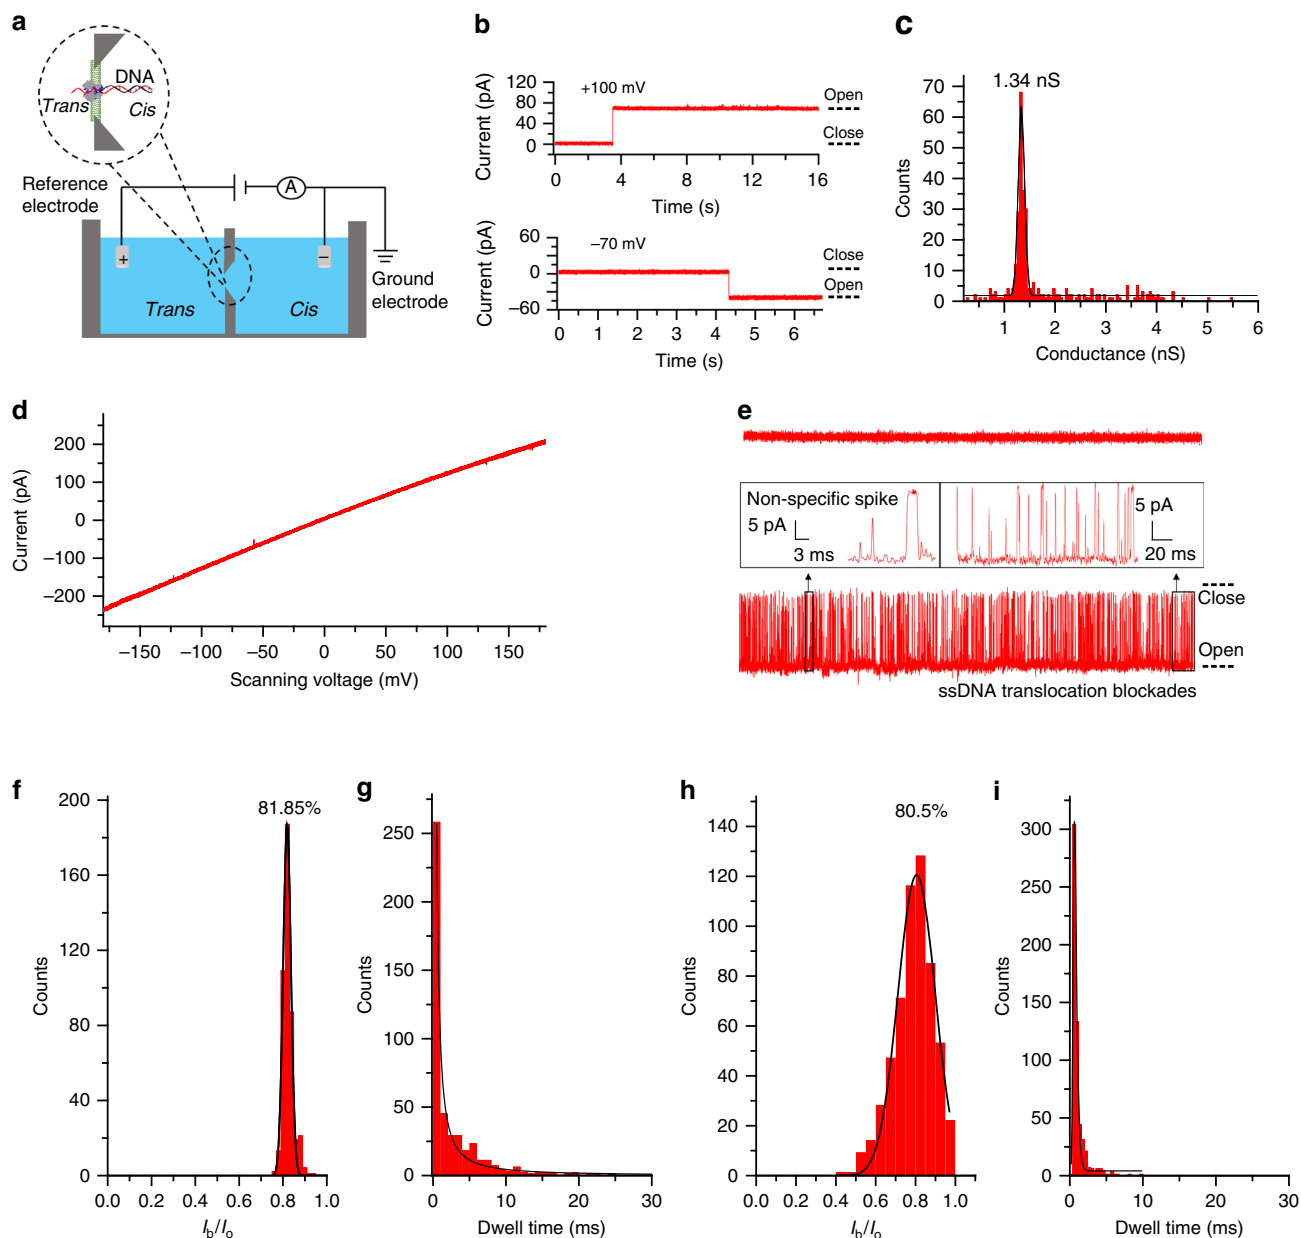 a
DNA
Trans
Cis
Reference
electrode
A
+
−
Ground
electrode
Trans
Cis
b
+100 mV
Current (pA)
120
80
40
0
Open
Close
0 4 8 12 16
Time (s)
−70 mV
Current (pA)
60
0
−60
Close
Open
0 1 2 3 4 5 6
Time (s)
c
1.34 nS
Counts
70
60
50
40
30
20
10
0
1 2 3 4 5 6
Conductance (nS)
d
Current (pA)
200
100
0
−100
−200
−150 −100 −50 0 50 100 150
Scanning voltage (mV)
e
Non-specific spike
5 pA
3 ms
5 pA
20 ms
Close
Open
ssDNA translocation blockades
f
81.85%
Counts
200
160
120
80
40
0
0.0 0.2 0.4 0.6 0.8 1.0
Ib/Io
g
Counts
250
200
150
100
50
0
0 10 20 30
Dwell time (ms)
h
80.5%
Counts
140
120
100
80
60
40
20
0
0.0 0.2 0.4 0.6 0.8 1.0
Ib/Io
i
Counts
300
250
200
150
100
50
0
0 10 20 30
Dwell time (ms)